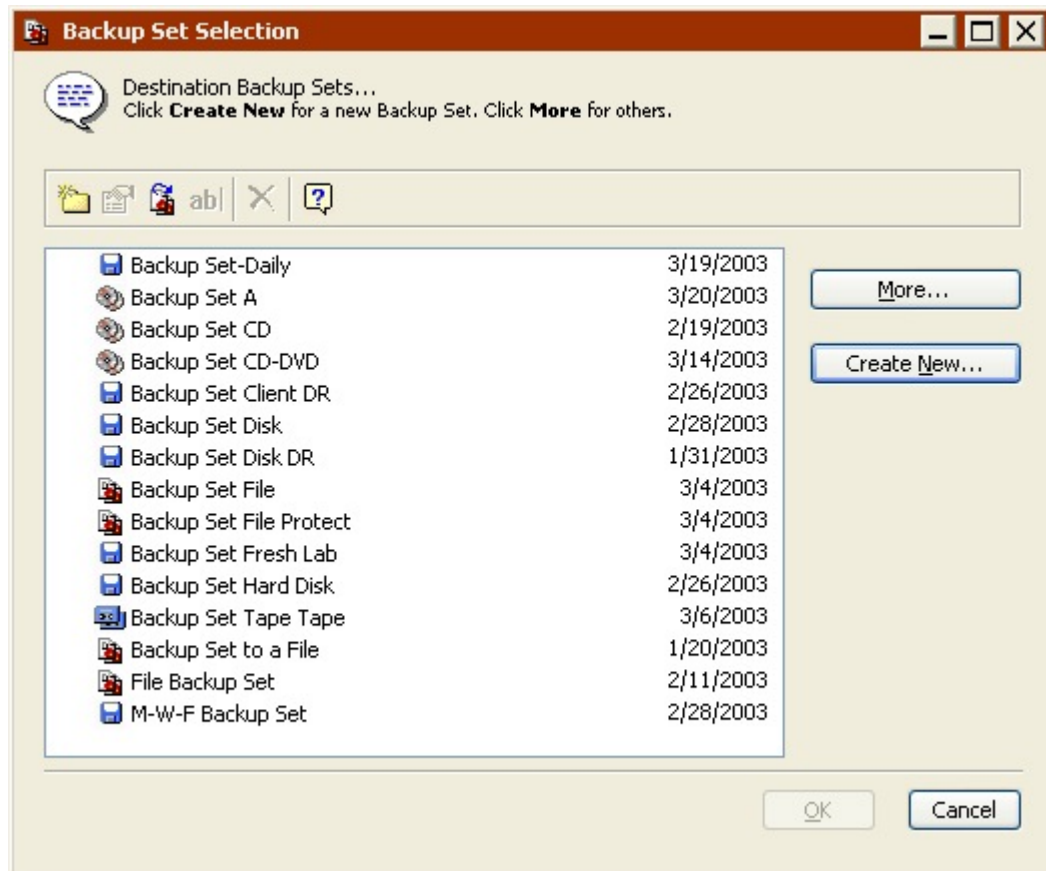 Backup Set Selection
Destination Backup Sets...
Click Create New for a new Backup Set. Click More for others.
ab|
Backup Set-Daily 3/19/2003
Backup Set A 3/20/2003
Backup Set CD 2/19/2003
Backup Set CD-DVD 3/14/2003
Backup Set Client DR 2/26/2003
Backup Set Disk 2/28/2003
Backup Set Disk DR 1/31/2003
Backup Set File 3/4/2003
Backup Set File Protect 3/4/2003
Backup Set Fresh Lab 3/4/2003
Backup Set Hard Disk 2/26/2003
Backup Set Tape Tape 3/6/2003
Backup Set to a File 1/20/2003
File Backup Set 2/11/2003
M-W-F Backup Set 2/28/2003
More...
Create New...
OK Cancel